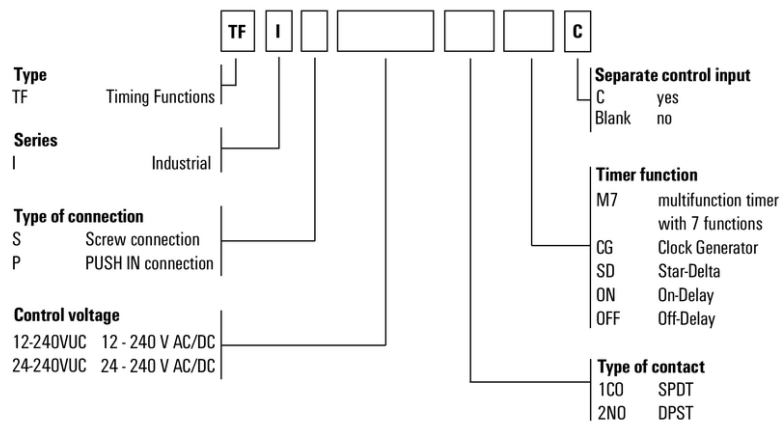 TF I C
Type
TF Timing Functions
Series
I Industrial
Type of connection
S Screw connection
P PUSH IN connection
Control voltage
12-240VUC 12 - 240 V AC/DC
24-240VUC 24 - 240 V AC/DC
Separate control input
C yes
Blank no
Timer function
M7 multifunction timer
with 7 functions
CG Clock Generator
SD Star-Delta
ON On-Delay
OFF Off-Delay
Type of contact
1CO SPDT
2NO DPST